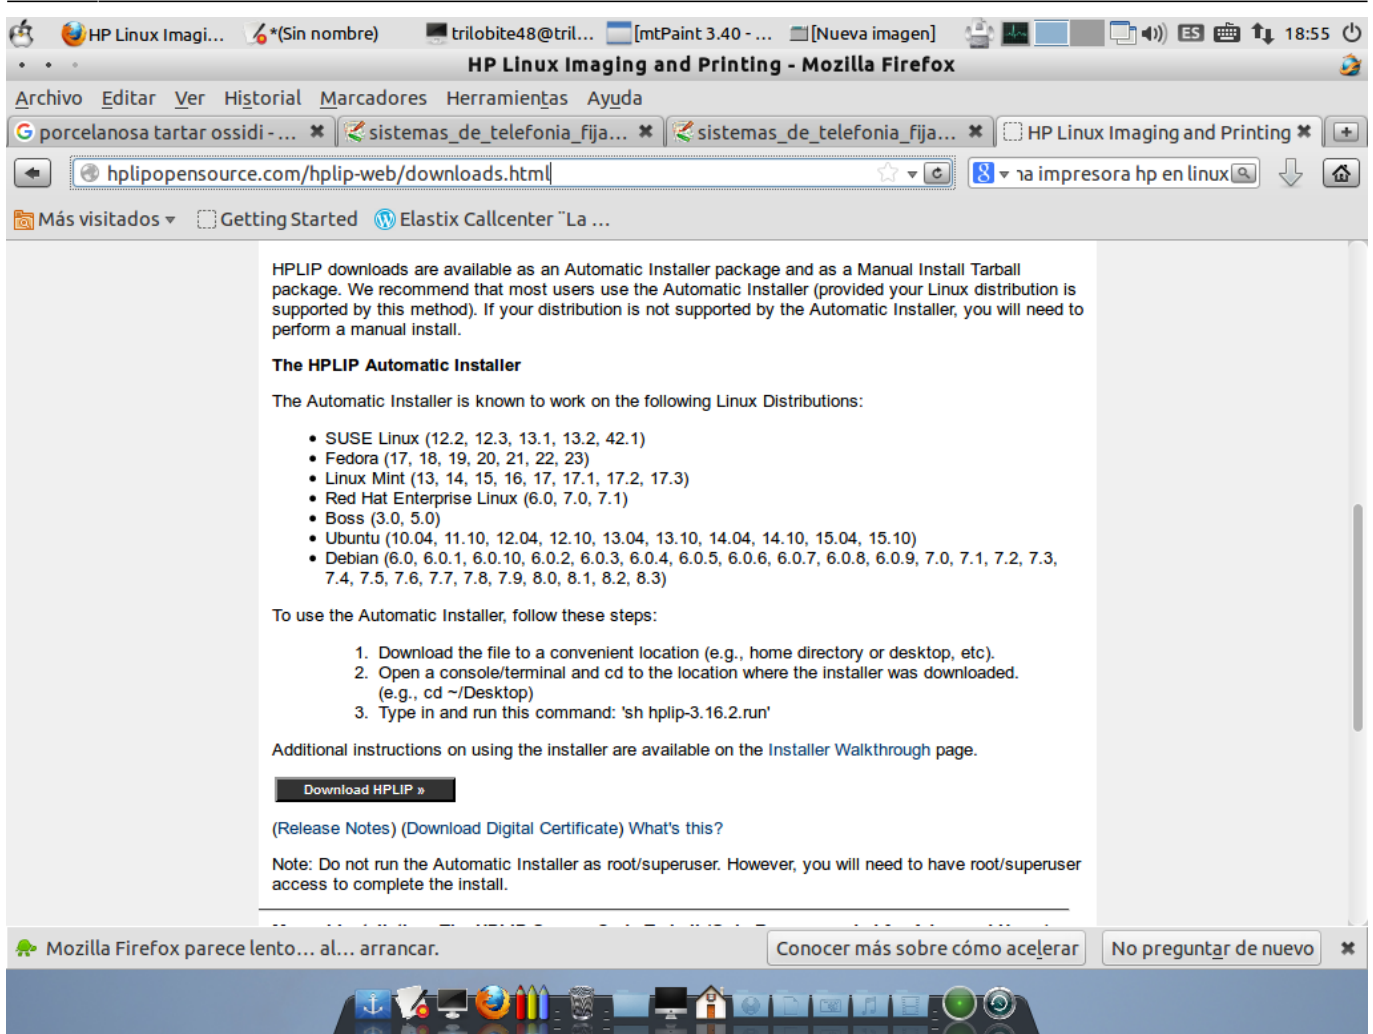 HP Linux Imagi... *(Sin nombre) trilobite48@tril... [mtPaint 3.40 - ... [Nueva imagen] ES 18:55
HP Linux Imaging and Printing - Mozilla Firefox
Archivo Editar Ver Historial Marcadores Herramientas Ayuda
porcelanosa tartar ossidi - ... sistemas_de_telefonia_fija... sistemas_de_telefonia_fija... HP Linux Imaging and Printing
hplipopensource.com/hplip-web/downloads.html na impresora hp en linux
Más visitados Getting Started Elastix Callcenter ¨La ...
HPLIP downloads are available as an Automatic Installer package and as a Manual Install Tarball
package. We recommend that most users use the Automatic Installer (provided your Linux distribution is
supported by this method). If your distribution is not supported by the Automatic Installer, you will need to
perform a manual install.
The HPLIP Automatic Installer
The Automatic Installer is known to work on the following Linux Distributions:
• SUSE Linux (12.2, 12.3, 13.1, 13.2, 42.1)
• Fedora (17, 18, 19, 20, 21, 22, 23)
• Linux Mint (13, 14, 15, 16, 17, 17.1, 17.2, 17.3)
• Red Hat Enterprise Linux (6.0, 7.0, 7.1)
• Boss (3.0, 5.0)
• Ubuntu (10.04, 11.10, 12.04, 12.10, 13.04, 13.10, 14.04, 14.10, 15.04, 15.10)
• Debian (6.0, 6.0.1, 6.0.10, 6.0.2, 6.0.3, 6.0.4, 6.0.5, 6.0.6, 6.0.7, 6.0.8, 6.0.9, 7.0, 7.1, 7.2, 7.3,
7.4, 7.5, 7.6, 7.7, 7.8, 7.9, 8.0, 8.1, 8.2, 8.3)
To use the Automatic Installer, follow these steps:
1. Download the file to a convenient location (e.g., home directory or desktop, etc).
2. Open a console/terminal and cd to the location where the installer was downloaded.
(e.g., cd ~/Desktop)
3. Type in and run this command: 'sh hplip-3.16.2.run'
Additional instructions on using the installer are available on the Installer Walkthrough page.
Download HPLIP »
(Release Notes) (Download Digital Certificate) What's this?
Note: Do not run the Automatic Installer as root/superuser. However, you will need to have root/superuser
access to complete the install.
Mozilla Firefox parece lento... al... arrancar. Conocer más sobre cómo acelerar No preguntar de nuevo